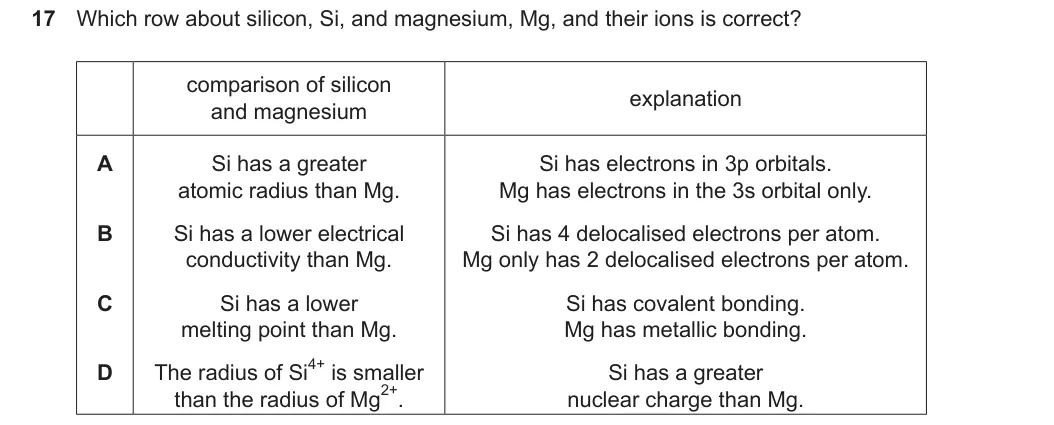 17 Which row about silicon, Si, and magnesium, Mg, and their ions is correct?
comparison of silicon
and magnesium
explanation
A
Si has a greater
atomic radius than Mg.
Si has electrons in 3p orbitals.
Mg has electrons in the 3s orbital only.
B
Si has a lower electrical
conductivity than Mg.
Si has 4 delocalised electrons per atom.
Mg only has 2 delocalised electrons per atom.
C
Si has a lower
melting point than Mg.
Si has covalent bonding.
Mg has metallic bonding.
D
The radius of Si⁴⁺ is smaller
than the radius of Mg²⁺.
Si has a greater
nuclear charge than Mg.